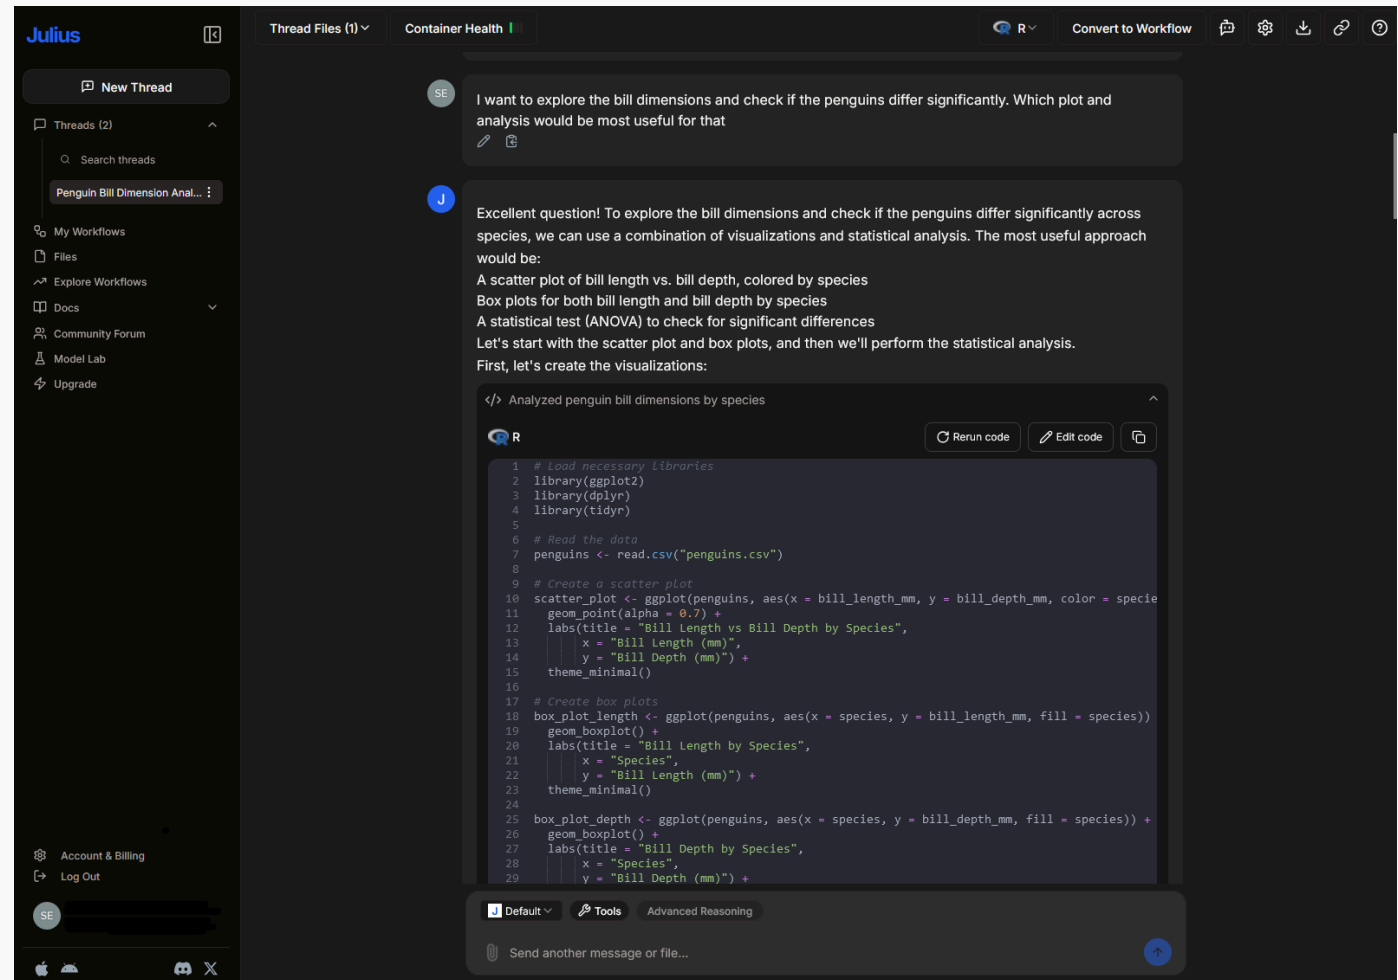 Julius
New Thread
Threads (2)
Search threads
Penguin Bill Dimension Anal...
My Workflows
Files
Explore Workflows
Docs
Community Forum
Model Lab
Upgrade
Account & Billing
Log Out
SE
Thread Files (1)
Container Health
R
Convert to Workflow
SE
I want to explore the bill dimensions and check if the penguins differ significantly. Which plot and
analysis would be most useful for that
J
Excellent question! To explore the bill dimensions and check if the penguins differ significantly across
species, we can use a combination of visualizations and statistical analysis. The most useful approach
would be:
A scatter plot of bill length vs. bill depth, colored by species
Box plots for both bill length and bill depth by species
A statistical test (ANOVA) to check for significant differences
Let's start with the scatter plot and box plots, and then we'll perform the statistical analysis.
First, let's create the visualizations:
</> Analyzed penguin bill dimensions by species
R
Rerun code
Edit code
1 # Load necessary libraries
2 library(ggplot2)
3 library(dplyr)
4 library(tidyr)
5
6 # Read the data
7 penguins <- read.csv("penguins.csv")
8
9 # Create a scatter plot
10 scatter_plot <- ggplot(penguins, aes(x = bill_length_mm, y = bill_depth_mm, color = specie
11 geom_point(alpha = 0.7) +
12 labs(title = "Bill Length vs Bill Depth by Species",
13 x = "Bill Length (mm)",
14 y = "Bill Depth (mm)") +
15 theme_minimal()
16
17 # Create box plots
18 box_plot_length <- ggplot(penguins, aes(x = species, y = bill_length_mm, fill = species))
19 geom_boxplot() +
20 labs(title = "Bill Length by Species",
21 x = "Species",
22 y = "Bill Length (mm)") +
23 theme_minimal()
24
25 box_plot_depth <- ggplot(penguins, aes(x = species, y = bill_depth_mm, fill = species)) +
26 geom_boxplot() +
27 labs(title = "Bill Depth by Species",
28 x = "Species",
29 y = "Bill Depth (mm)") +
J Default
Tools
Advanced Reasoning
Send another message or file...